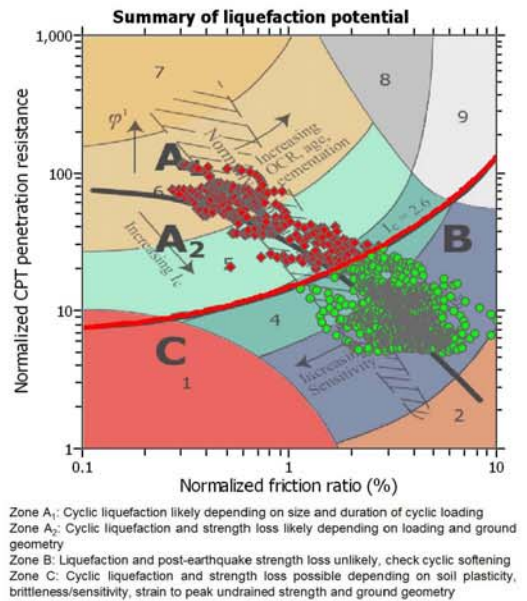 Summary of liquefaction potential
1,000
7
8
9
φ'
Increasing
OCR, age,
cementation
A
100
6
I_c = 2.6
A₂
B
Increasing I_c
5
Normalized CPT penetration resistance
10
4
C
1
Increasing
Sensitivity
2
1
0.1
1
10
Normalized friction ratio (%)
Zone A₁: Cyclic liquefaction likely depending on size and duration of cyclic loading
Zone A₂: Cyclic liquefaction and strength loss likely depending on loading and ground
geometry
Zone B: Liquefaction and post-earthquake strength loss unlikely, check cyclic softening
Zone C: Cyclic liquefaction and strength loss possible depending on soil plasticity,
brittleness/sensitivity, strain to peak undrained strength and ground geometry